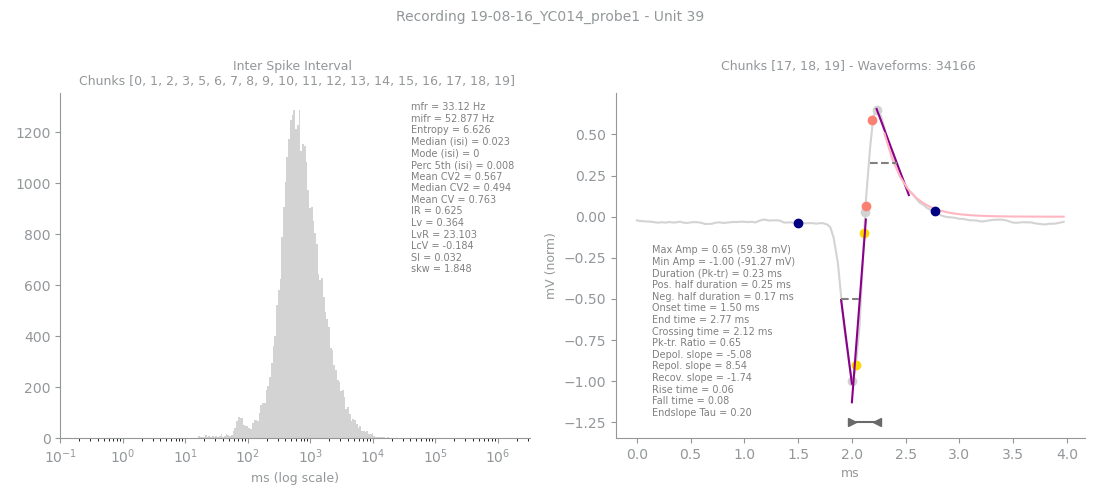 Recording 19-08-16_YC014_probe1 - Unit 39
Inter Spike Interval
Chunks [0, 1, 2, 3, 5, 6, 7, 8, 9, 10, 11, 12, 13, 14, 15, 16, 17, 18, 19]
mfr = 33.12 Hz
mifr = 52.877 Hz
Entropy = 6.626
Median (isi) = 0.023
Mode (isi) = 0
Perc 5th (isi) = 0.008
Mean CV2 = 0.567
Median CV2 = 0.494
Mean CV = 0.763
IR = 0.625
Lv = 0.364
LvR = 23.103
LcV = -0.184
SI = 0.032
skw = 1.848
1200
1000
800
600
400
200
0
10⁻¹ 10⁰ 10¹ 10² 10³ 10⁴ 10⁵ 10⁶
ms (log scale)
Chunks [17, 18, 19] - Waveforms: 34166
mV (norm)
0.50
0.25
0.00
−0.25
−0.50
−0.75
−1.00
−1.25
Max Amp = 0.65 (59.38 mV)
Min Amp = -1.00 (-91.27 mV)
Duration (Pk-tr) = 0.23 ms
Pos. half duration = 0.25 ms
Neg. half duration = 0.17 ms
Onset time = 1.50 ms
End time = 2.77 ms
Crossing time = 2.12 ms
Pk-tr. Ratio = 0.65
Depol. slope = -5.08
Repol. slope = 8.54
Recov. slope = -1.74
Rise time = 0.06
Fall time = 0.08
Endslope Tau = 0.20
0.0 0.5 1.0 1.5 2.0 2.5 3.0 3.5 4.0
ms